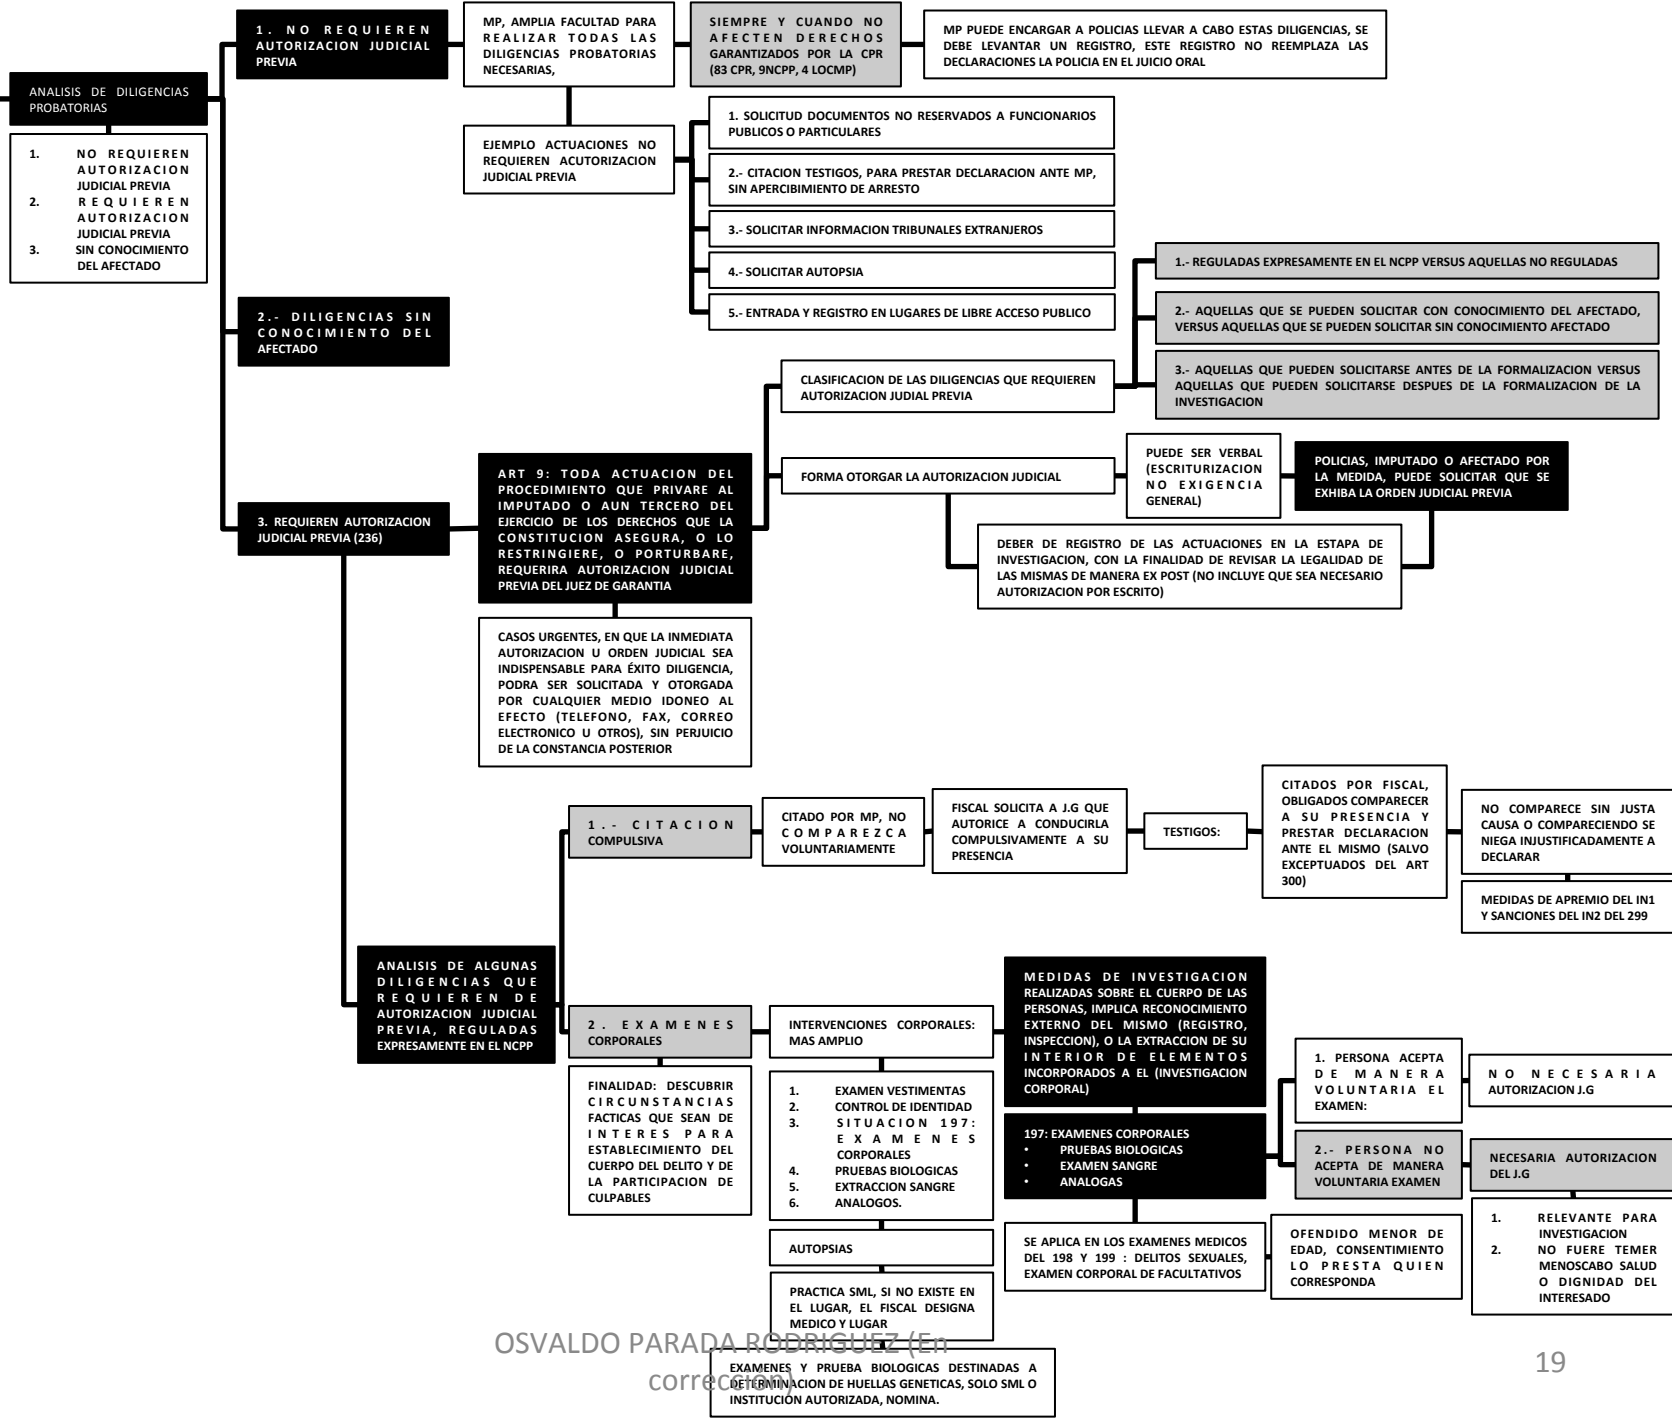 ANALISIS DE DILIGENCIAS
PROBATORIAS
1. NO REQUIEREN
AUTORIZACION
JUDICIAL PREVIA
2. REQUIEREN
AUTORIZACION
JUDICIAL PREVIA
3. SIN CONOCIMIENTO
DEL AFECTADO
1. NO REQUIEREN
AUTORIZACION JUDICIAL
PREVIA
MP, AMPLIA FACULTAD PARA
REALIZAR TODAS LAS
DILIGENCIAS PROBATORIAS
NECESARIAS,
SIEMPRE Y CUANDO NO
AFECTEN DERECHOS
GARANTIZADOS POR LA CPR
(83 CPR, 9NCPP, 4 LOCMP)
MP PUEDE ENCARGAR A POLICIAS LLEVAR A CABO ESTAS DILIGENCIAS, SE
DEBE LEVANTAR UN REGISTRO, ESTE REGISTRO NO REEMPLAZA LAS
DECLARACIONES LA POLICIA EN EL JUICIO ORAL
EJEMPLO ACTUACIONES NO
REQUIEREN ACUTORIZACION
JUDICIAL PREVIA
1. SOLICITUD DOCUMENTOS NO RESERVADOS A FUNCIONARIOS
PUBLICOS O PARTICULARES
2.- CITACION TESTIGOS, PARA PRESTAR DECLARACION ANTE MP,
SIN APERCIBIMIENTO DE ARRESTO
3.- SOLICITAR INFORMACION TRIBUNALES EXTRANJEROS
4.- SOLICITAR AUTOPSIA
5.- ENTRADA Y REGISTRO EN LUGARES DE LIBRE ACCESO PUBLICO
2.- DILIGENCIAS SIN
CONOCIMIENTO DEL
AFECTADO
3. REQUIEREN AUTORIZACION
JUDICIAL PREVIA (236)
ART 9: TODA ACTUACION DEL
PROCEDIMIENTO QUE PRIVARE AL
IMPUTADO O AUN TERCERO DEL
EJERCICIO DE LOS DERECHOS QUE LA
CONSTITUCION ASEGURA, O LO
RESTRINGIERE, O PORTURBARE,
REQUERIRA AUTORIZACION JUDICIAL
PREVIA DEL JUEZ DE GARANTIA
CASOS URGENTES, EN QUE LA INMEDIATA
AUTORIZACION U ORDEN JUDICIAL SEA
INDISPENSABLE PARA ÉXITO DILIGENCIA,
PODRA SER SOLICITADA Y OTORGADA
POR CUALQUIER MEDIO IDONEO AL
EFECTO (TELEFONO, FAX, CORREO
ELECTRONICO U OTROS), SIN PERJUICIO
DE LA CONSTANCIA POSTERIOR
CLASIFICACION DE LAS DILIGENCIAS QUE REQUIEREN
AUTORIZACION JUDIAL PREVIA
1.- REGULADAS EXPRESAMENTE EN EL NCPP VERSUS AQUELLAS NO REGULADAS
2.- AQUELLAS QUE SE PUEDEN SOLICITAR CON CONOCIMIENTO DEL AFECTADO,
VERSUS AQUELLAS QUE SE PUEDEN SOLICITAR SIN CONOCIMIENTO AFECTADO
3.- AQUELLAS QUE PUEDEN SOLICITARSE ANTES DE LA FORMALIZACION VERSUS
AQUELLAS QUE PUEDEN SOLICITARSE DESPUES DE LA FORMALIZACION DE LA
INVESTIGACION
FORMA OTORGAR LA AUTORIZACION JUDICIAL
PUEDE SER VERBAL
(ESCRITURIZACION
NO EXIGENCIA
GENERAL)
POLICIAS, IMPUTADO O AFECTADO POR
LA MEDIDA, PUEDE SOLICITAR QUE SE
EXHIBA LA ORDEN JUDICIAL PREVIA
DEBER DE REGISTRO DE LAS ACTUACIONES EN LA ESTAPA DE
INVESTIGACION, CON LA FINALIDAD DE REVISAR LA LEGALIDAD DE
LAS MISMAS DE MANERA EX POST (NO INCLUYE QUE SEA NECESARIO
AUTORIZACION POR ESCRITO)
ANALISIS DE ALGUNAS
DILIGENCIAS QUE
REQUIEREN DE
AUTORIZACION JUDICIAL
PREVIA, REGULADAS
EXPRESAMENTE EN EL NCPP
1.- CITACION
COMPULSIVA
CITADO POR MP, NO
COMPAREZCA
VOLUNTARIAMENTE
FISCAL SOLICITA A J.G QUE
AUTORICE A CONDUCIRLA
COMPULSIVAMENTE A SU
PRESENCIA
TESTIGOS:
CITADOS POR FISCAL,
OBLIGADOS COMPARECER
A SU PRESENCIA Y
PRESTAR DECLARACION
ANTE EL MISMO (SALVO
EXCEPTUADOS DEL ART
300)
NO COMPARECE SIN JUSTA
CAUSA O COMPARECIENDO SE
NIEGA INJUSTIFICADAMENTE A
DECLARAR
MEDIDAS DE APREMIO DEL IN1
Y SANCIONES DEL IN2 DEL 299
2. EXAMENES
CORPORALES
FINALIDAD: DESCUBRIR
CIRCUNSTANCIAS
FACTICAS QUE SEAN DE
INTERES PARA
ESTABLECIMIENTO DEL
CUERPO DEL DELITO Y DE
LA PARTICIPACION DE
CULPABLES
INTERVENCIONES CORPORALES:
MAS AMPLIO
1. EXAMEN VESTIMENTAS
2. CONTROL DE IDENTIDAD
3. SITUACION 197:
EXAMENES
CORPORALES
4. PRUEBAS BIOLOGICAS
5. EXTRACCION SANGRE
6. ANALOGOS.
AUTOPSIAS
PRACTICA SML, SI NO EXISTE EN
EL LUGAR, EL FISCAL DESIGNA
MEDICO Y LUGAR
EXAMENES Y PRUEBA BIOLOGICAS DESTINADAS A
DETERMINACION DE HUELLAS GENETICAS, SOLO SML O
INSTITUCIÓN AUTORIZADA, NOMINA.
MEDIDAS DE INVESTIGACION
REALIZADAS SOBRE EL CUERPO DE LAS
PERSONAS, IMPLICA RECONOCIMIENTO
EXTERNO DEL MISMO (REGISTRO,
INSPECCION), O LA EXTRACCION DE SU
INTERIOR DE ELEMENTOS
INCORPORADOS A EL (INVESTIGACION
CORPORAL)
197: EXAMENES CORPORALES
• PRUEBAS BIOLOGICAS
• EXAMEN SANGRE
• ANALOGAS
SE APLICA EN LOS EXAMENES MEDICOS
DEL 198 Y 199 : DELITOS SEXUALES,
EXAMEN CORPORAL DE FACULTATIVOS
OFENDIDO MENOR DE
EDAD, CONSENTIMIENTO
LO PRESTA QUIEN
CORRESPONDA
1. PERSONA ACEPTA
DE MANERA
VOLUNTARIA EL
EXAMEN:
NO NECESARIA
AUTORIZACION J.G
2.- PERSONA NO
ACEPTA DE MANERA
VOLUNTARIA EXAMEN
NECESARIA AUTORIZACION
DEL J.G
1. RELEVANTE PARA
INVESTIGACION
2. NO FUERE TEMER
MENOSCABO SALUD
O DIGNIDAD DEL
INTERESADO
OSVALDO PARADA RODRIGUEZ (En
corrección)
19